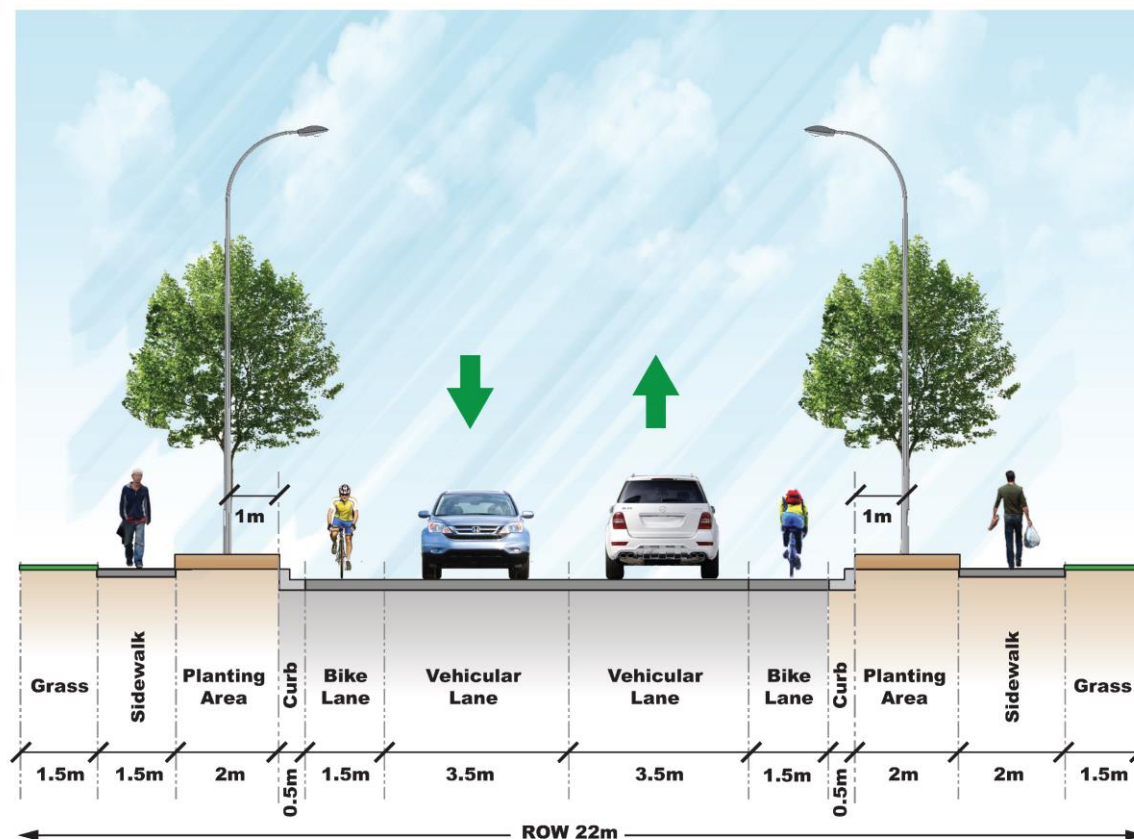 1m
1m
Grass
Sidewalk
Planting
Area
Curb
Bike
Lane
Vehicular
Lane
Vehicular
Lane
Bike
Lane
Curb
Planting
Area
Sidewalk
Grass
1.5m
1.5m
2m
0.5m
1.5m
3.5m
3.5m
1.5m
0.5m
2m
2m
1.5m
ROW 22m